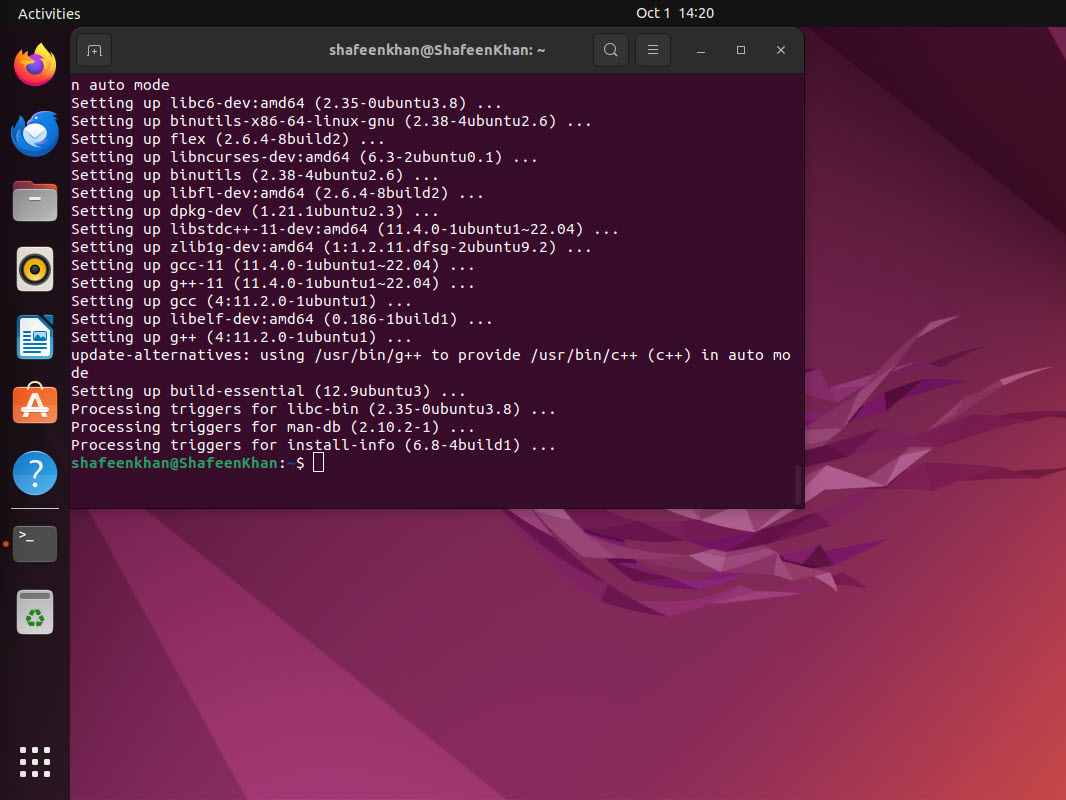 Activities
Oct 1 14:20
shafeenkhan@ShafeenKhan: ~
n auto mode
Setting up libc6-dev:amd64 (2.35-0ubuntu3.8) ...
Setting up binutils-x86-64-linux-gnu (2.38-4ubuntu2.6) ...
Setting up flex (2.6.4-8build2) ...
Setting up libncurses-dev:amd64 (6.3-2ubuntu0.1) ...
Setting up binutils (2.38-4ubuntu2.6) ...
Setting up libfl-dev:amd64 (2.6.4-8build2) ...
Setting up dpkg-dev (1.21.1ubuntu2.3) ...
Setting up libstdc++-11-dev:amd64 (11.4.0-1ubuntu1~22.04) ...
Setting up zlib1g-dev:amd64 (1:1.2.11.dfsg-2ubuntu9.2) ...
Setting up gcc-11 (11.4.0-1ubuntu1~22.04) ...
Setting up g++-11 (11.4.0-1ubuntu1~22.04) ...
Setting up gcc (4:11.2.0-1ubuntu1) ...
Setting up libelf-dev:amd64 (0.186-1build1) ...
Setting up g++ (4:11.2.0-1ubuntu1) ...
update-alternatives: using /usr/bin/g++ to provide /usr/bin/c++ (c++) in auto mo
de
Setting up build-essential (12.9ubuntu3) ...
Processing triggers for libc-bin (2.35-0ubuntu3.8) ...
Processing triggers for man-db (2.10.2-1) ...
Processing triggers for install-info (6.8-4build1) ...
shafeenkhan@ShafeenKhan:~$